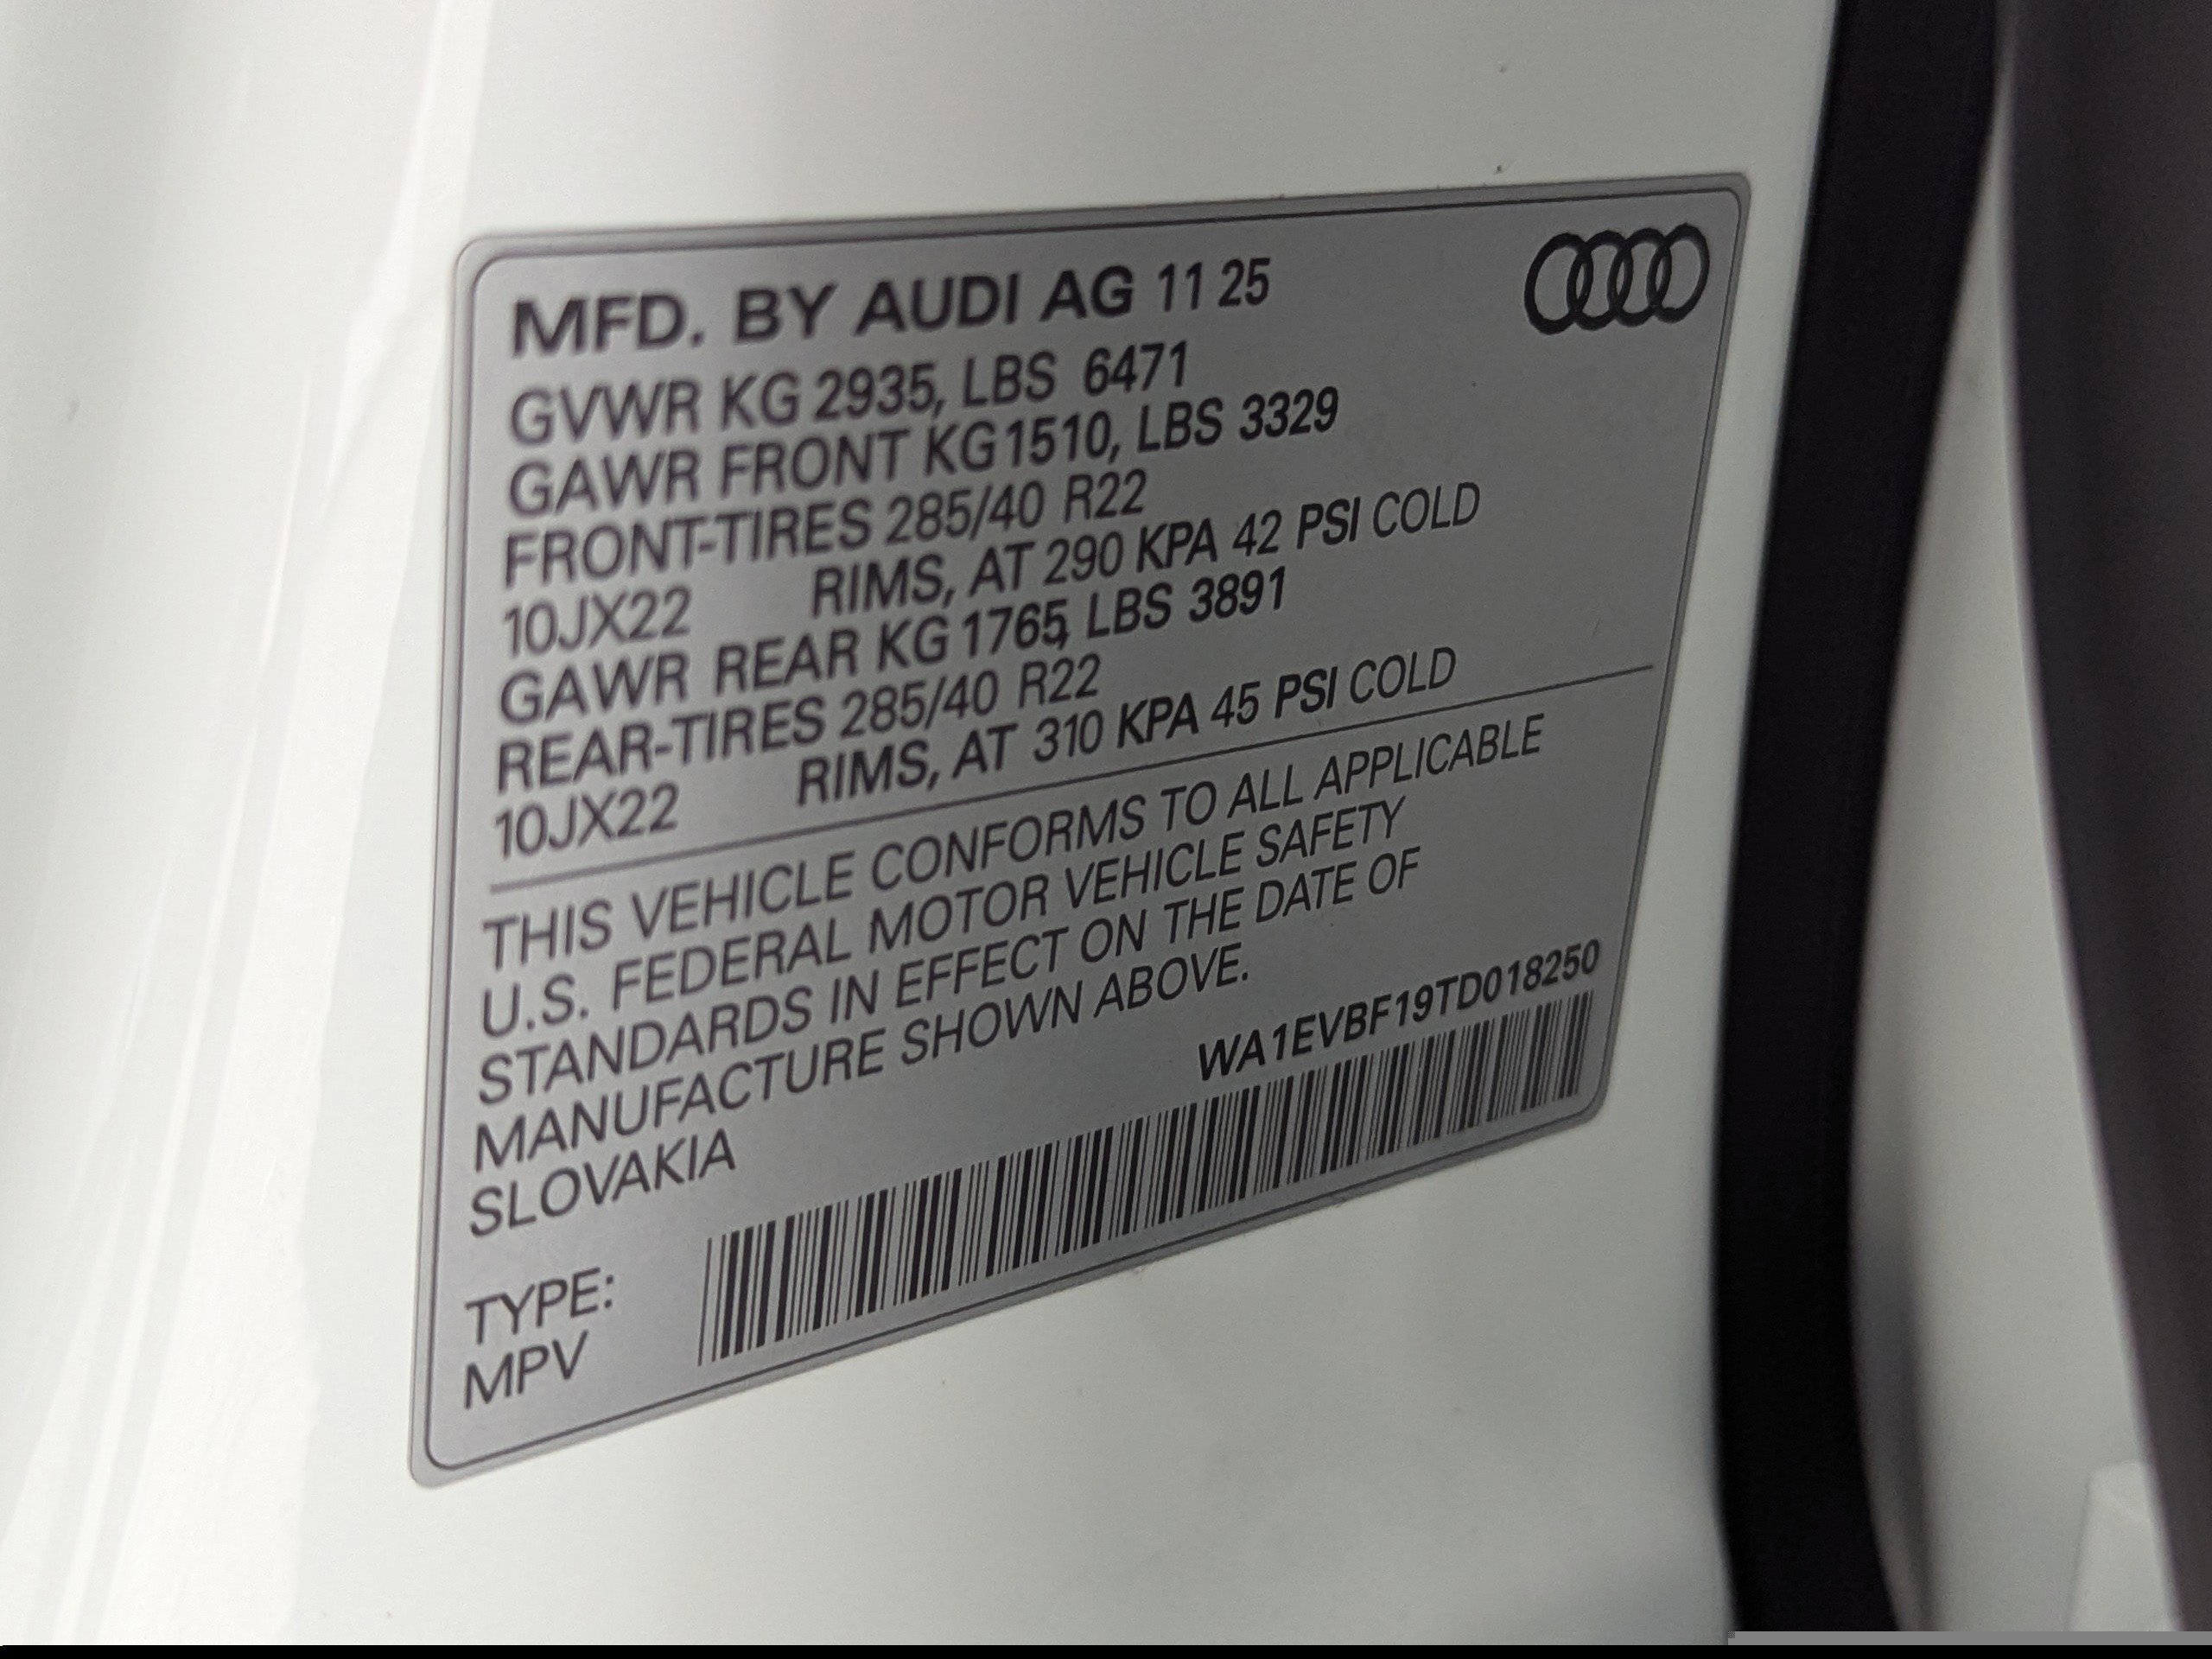 MFD. BY AUDI AG 11 25
GVWR KG 2935, LBS 6471
GAWR FRONT KG 1510, LBS 3329
FRONT-TIRES 285/40 R22
10JX22 RIMS, AT 290 KPA 42 PSI COLD
GAWR REAR KG 1765, LBS 3891
REAR-TIRES 285/40 R22
10JX22 RIMS, AT 310 KPA 45 PSI COLD
THIS VEHICLE CONFORMS TO ALL APPLICABLE
U.S. FEDERAL MOTOR VEHICLE SAFETY
STANDARDS IN EFFECT ON THE DATE OF
MANUFACTURE SHOWN ABOVE.
SLOVAKIA
WA1EVBF19TD018250
TYPE:
MPV